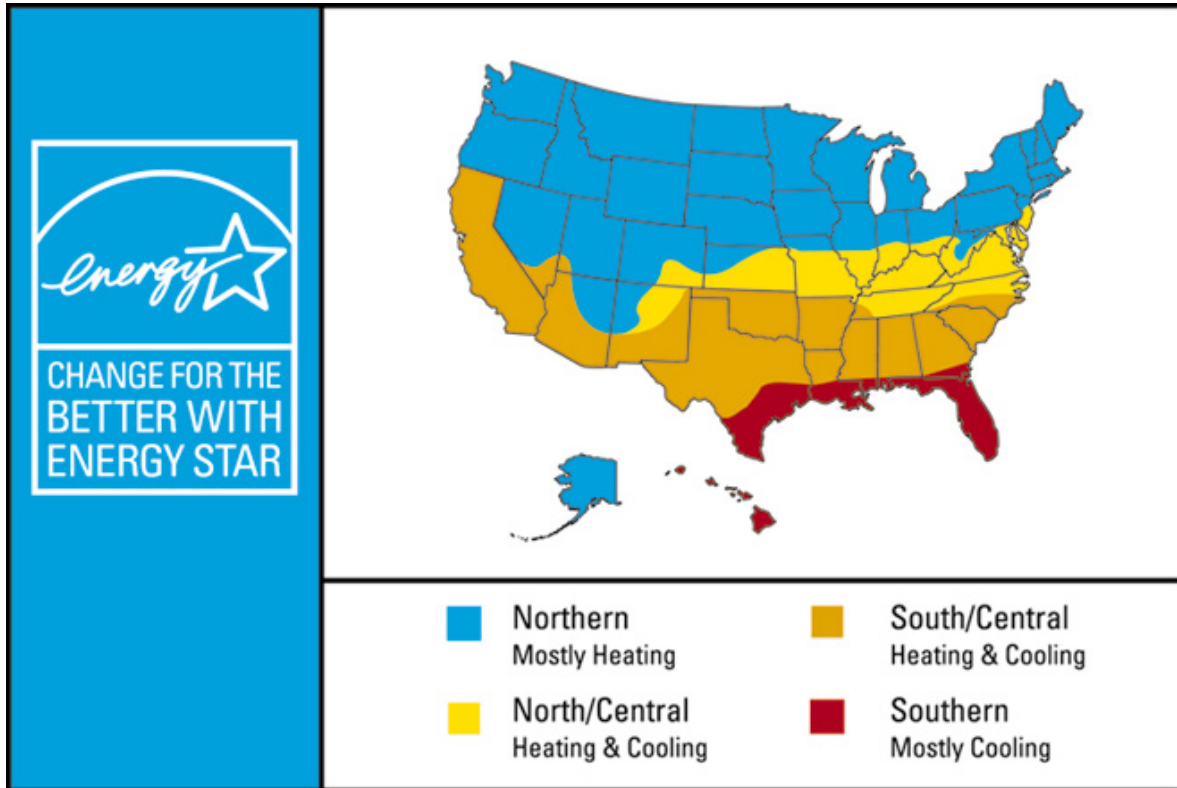 energy
CHANGE FOR THE
BETTER WITH
ENERGY STAR
Northern
Mostly Heating
North/Central
Heating & Cooling
South/Central
Heating & Cooling
Southern
Mostly Cooling